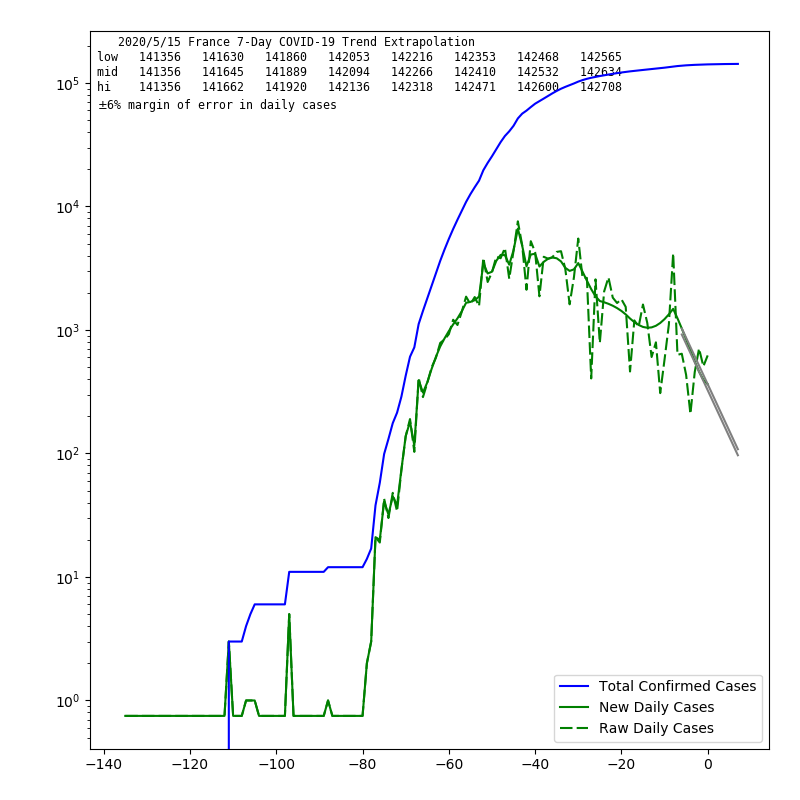 2020/5/15 France 7-Day COVID-19 Trend Extrapolation
low 141356 141630 141860 142053 142216 142353 142468 142565
mid 141356 141645 141889 142094 142266 142410 142532 142634
hi 141356 141662 141920 142136 142318 142471 142600 142708
±6% margin of error in daily cases
10^5
10^4
10^3
10^2
10^1
10^0
Total Confirmed Cases
New Daily Cases
Raw Daily Cases
−140 −120 −100 −80 −60 −40 −20 0